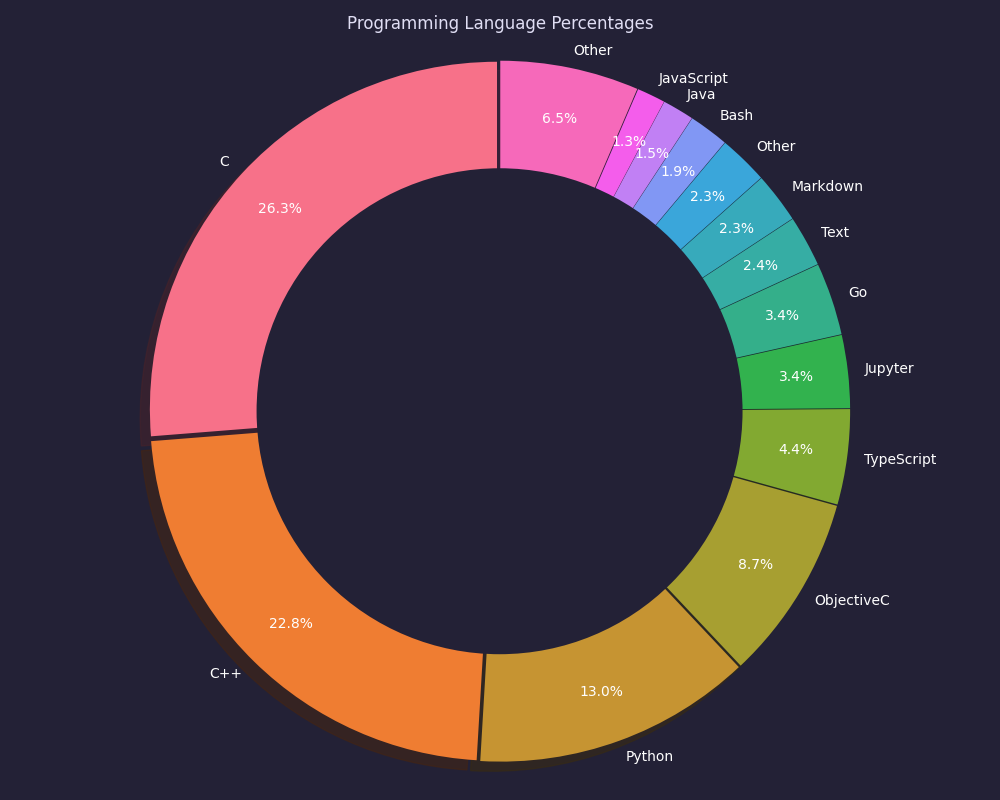 Programming Language Percentages
Other
6.5%
JavaScript
1.3%
Java
1.5%
Bash
1.9%
Other
2.3%
Markdown
2.3%
Text
2.4%
Go
3.4%
Jupyter
3.4%
TypeScript
4.4%
ObjectiveC
8.7%
Python
13.0%
C++
22.8%
C
26.3%